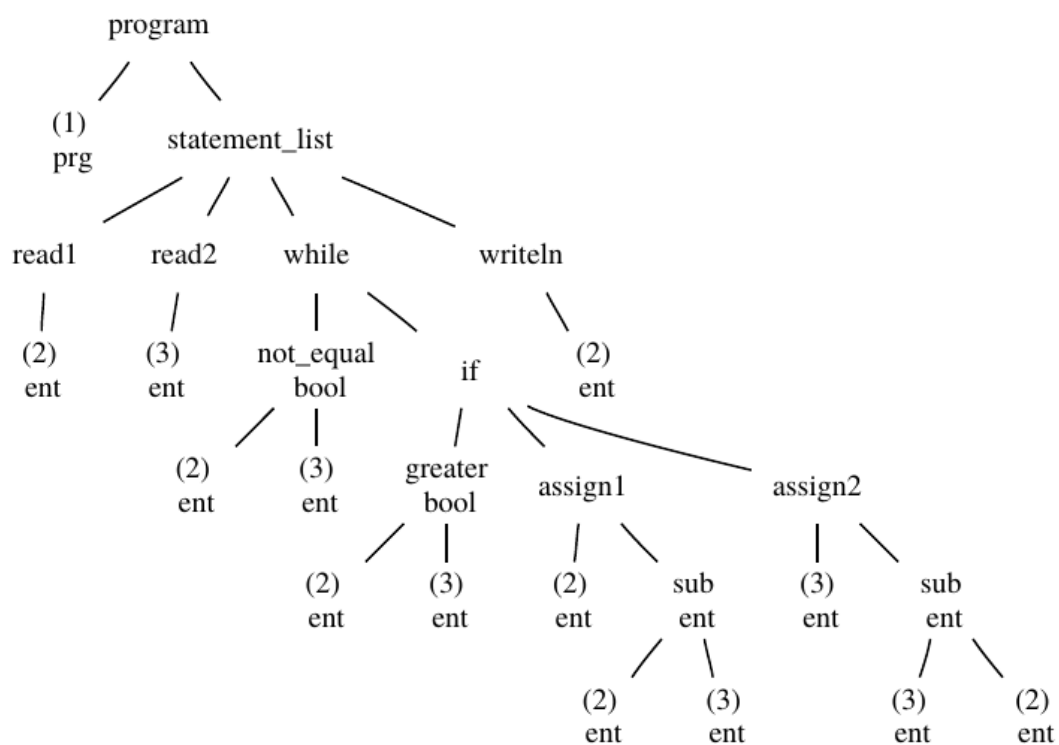 program
(1)
prg
statement_list
read1 read2 while writeln
(2) (3) not_equal if (2)
ent ent bool ent
(2) (3) greater assign1 assign2
ent ent bool
(2) (3) (2) sub (3) sub
ent ent ent ent ent ent
(2) (3) (3) (2)
ent ent ent ent